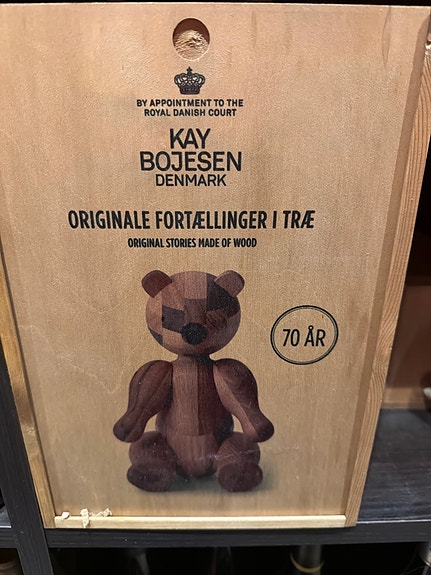 BY APPOINTMENT TO THE
ROYAL DANISH COURT
KAY
BOJESEN
DENMARK
ORIGINALE FORTÆLLINGER I TRÆ
ORIGINAL STORIES MADE OF WOOD
70 ÅR